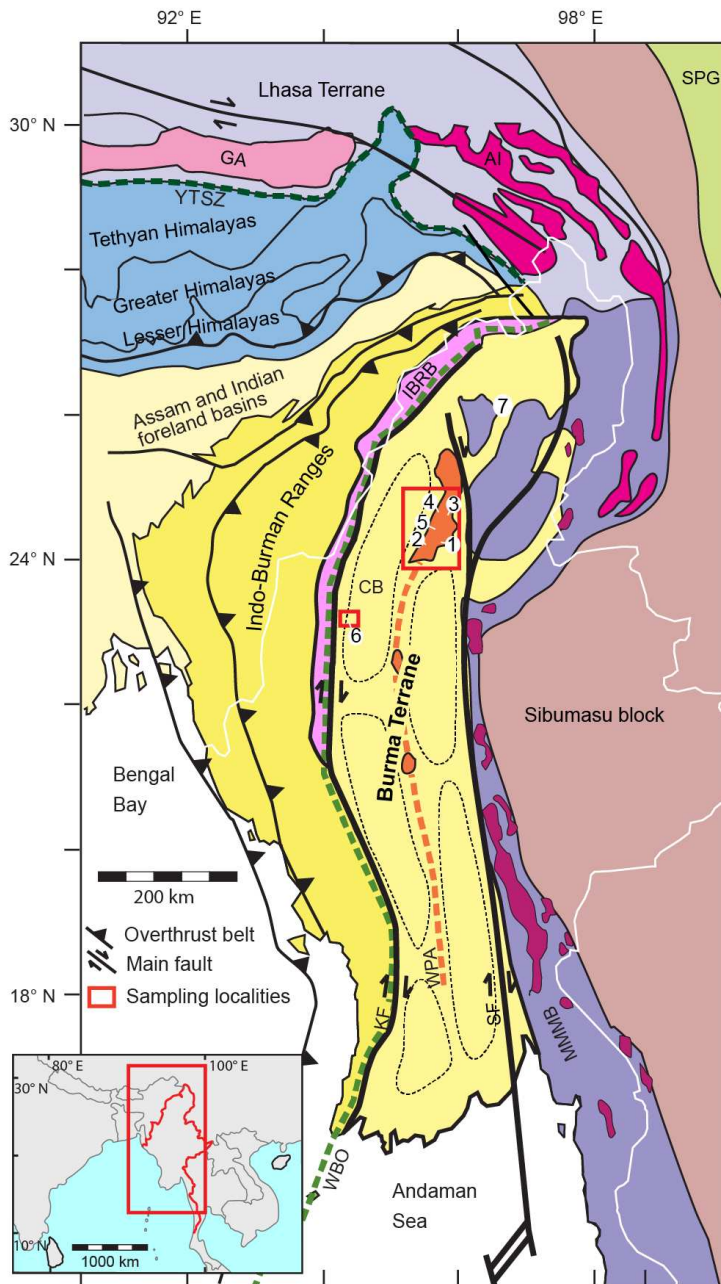 92° E
98° E
SPG
Lhasa Terrane
30° N
GA
AI
YTSZ
Tethyan Himalayas
Greater Himalayas
Lesser Himalayas
IBRB
Assam and Indian
foreland basins
7
Indo-Burman Ranges
4
3
5
2
1
24° N
CB
6
Burma Terrane
Sibumasu block
Bengal
Bay
200 km
Overthrust belt
Main fault
Sampling localities
18° N
WPA
KF
SF
MMMB
80° E
100° E
30° N
WBO
Andaman
Sea
10° N
1000 km